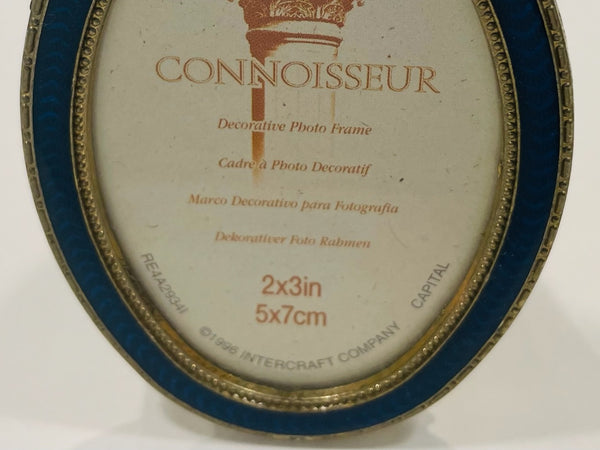 CONNOISSEUR
Decorative Photo Frame
Cadre à Photo Decoratif
Marco Decorativo para Fotografia
Dekorativer Foto Rahmen
2x3in
5x7cm
RE4A2934I
©1996 INTERCRAFT COMPANY
CAPITAL